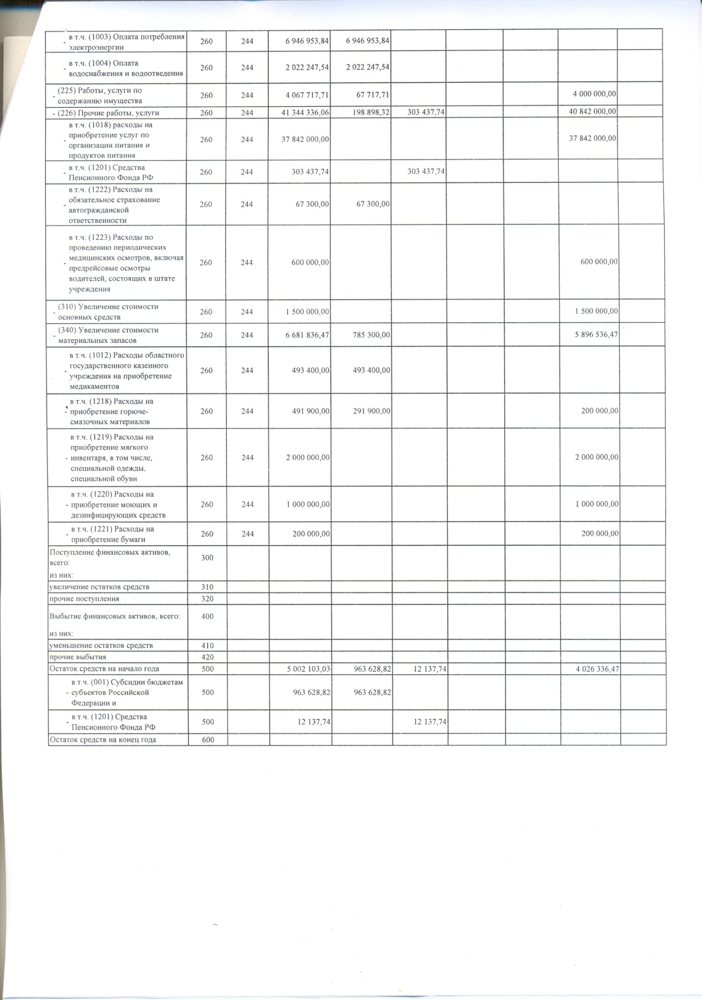 в т.ч. (1003) Оплата потребления
- электроэнергии 260 244 6 946 953,84 6 946 953,84
в т.ч. (1004) Оплата
- водоснабжения и водоотведения 260 244 2 022 247,54 2 022 247,54
(225) Работы, услуги по
- содержанию имущества 260 244 4 067 717,71 67 717,71 4 000 000,00
- (226) Прочие работы, услуги 260 244 41 344 336,06 198 898,32 303 437,74 40 842 000,00
в т.ч. (1018) расходы на
приобретение услуг по
- организации питания и 260 244 37 842 000,00 37 842 000,00
продуктов питания
в т.ч. (1201) Средства
- Пенсионного Фонда РФ 260 244 303 437,74 303 437,74
в т.ч. (1222) Расходы на
обязательное страхование
- автогражданской 260 244 67 300,00 67 300,00
ответственности
в т.ч. (1223) Расходы по
проведению периодических
медицинских осмотров, включая
- предрейсовые осмотры 260 244 600 000,00 600 000,00
водителей, состоящих в штате
учреждения
(310) Увеличение стоимости
- основных средств 260 244 1 500 000,00 1 500 000,00
(340) Увеличение стоимости
- материальных запасов 260 244 6 681 836,47 785 300,00 5 896 536,47
в т.ч. (1012) Расходы областного
государственного казенного
- учреждения на приобретение 260 244 493 400,00 493 400,00
медикаментов
в т.ч. (1218) Расходы на
- приобретение горюче- 260 244 491 900,00 291 900,00 200 000,00
смазочных материалов
в т.ч. (1219) Расходы на
приобретение мягкого
- инвентаря, в том числе, 260 244 2 000 000,00 2 000 000,00
специальной одежды,
специальной обуви
в т.ч. (1220) Расходы на
- приобретение моющих и 260 244 1 000 000,00 1 000 000,00
дезинфицирующих средств
в т.ч. (1221) Расходы на
- приобретение бумаги 260 244 200 000,00 200 000,00
Поступление финансовых активов, 300
всего:
из них:
увеличение остатков средств 310
прочие поступления 320
Выбытие финансовых активов, всего: 400
из них:
уменьшение остатков средств 410
прочие выбытия 420
Остаток средств на начало года 500 5 002 103,03 963 628,82 12 137,74 4 026 336,47
в т.ч. (001) Субсидии бюджетам
- субъектов Российской 500 963 628,82 963 628,82
Федерации и
в т.ч. (1201) Средства
- Пенсионного Фонда РФ 500 12 137,74 12 137,74
Остаток средств на конец года 600